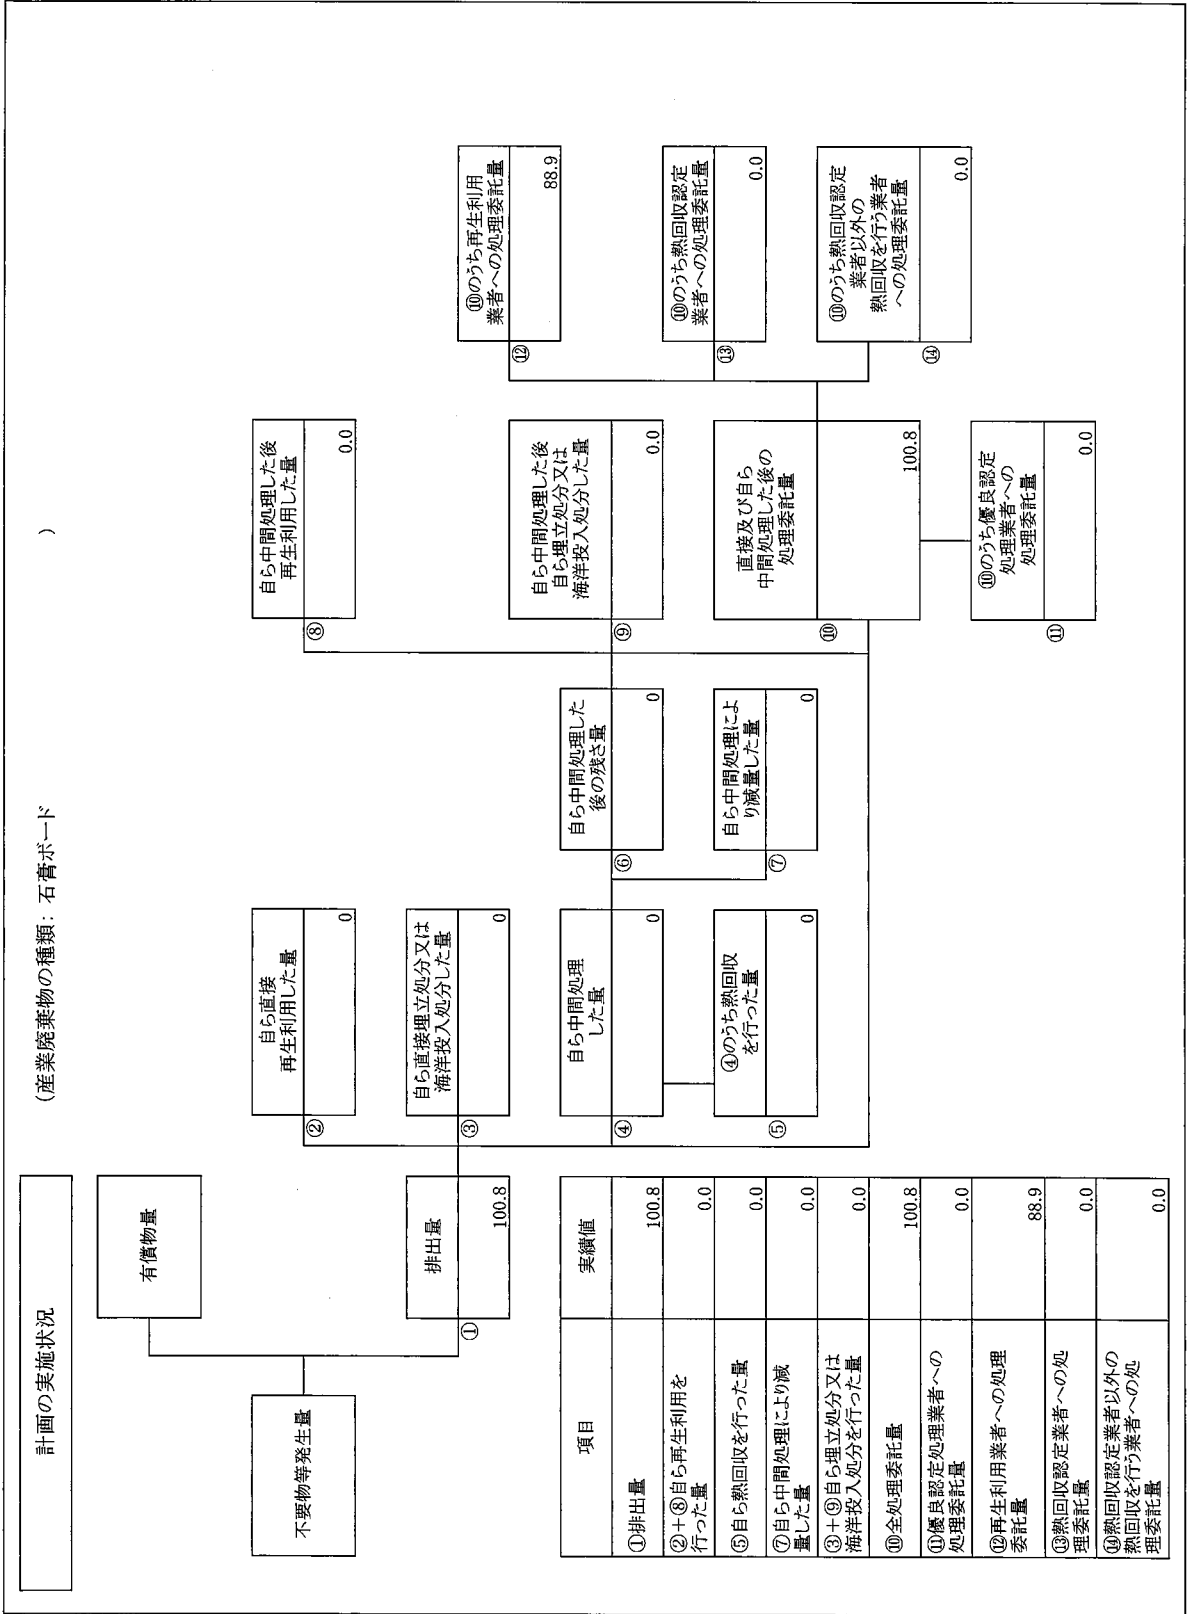 計画の実施状況
(産業廃棄物の種類: 石膏ボード )
不要物等発生量
有償物量
①
排出量
100.8
②
自ら直接
再生利用した量
0
③
自ら直接埋立処分又は
海洋投入処分した量
0
④
自ら中間処理
した量
0
⑤
④のうち熱回収
を行った量
0
⑥
自ら中間処理した
後の残さ量
0
⑦
自ら中間処理によ
り減量した量
0
⑧
自ら中間処理した後
再生利用した量
0.0
⑨
自ら中間処理した後
自ら埋立処分又は
海洋投入処分した量
0.0
⑩
直接及び自ら
中間処理した後の
処理委託量
100.8
⑪
⑩のうち優良認定
処理業者への
処理委託量
0.0
⑫
⑩のうち再生利用
業者への処理委託量
88.9
⑬
⑩のうち熱回収認定
業者への処理委託量
0.0
⑭
⑩のうち熱回収認定
業者以外の
熱回収を行う業者
への処理委託量
0.0
項目 実績値
①排出量 100.8
②+⑧自ら再生利用を
行った量 0.0
⑤自ら熱回収を行った量 0.0
⑦自ら中間処理により減
量した量 0.0
③+⑨自ら埋立処分又は
海洋投入処分を行った量 0.0
⑩全処理委託量 100.8
⑪優良認定処理業者への
処理委託量 0.0
⑫再生利用業者への処理
委託量 88.9
⑬熱回収認定業者への処
理委託量 0.0
⑭熱回収認定業者以外の
熱回収を行う業者への処
理委託量 0.0